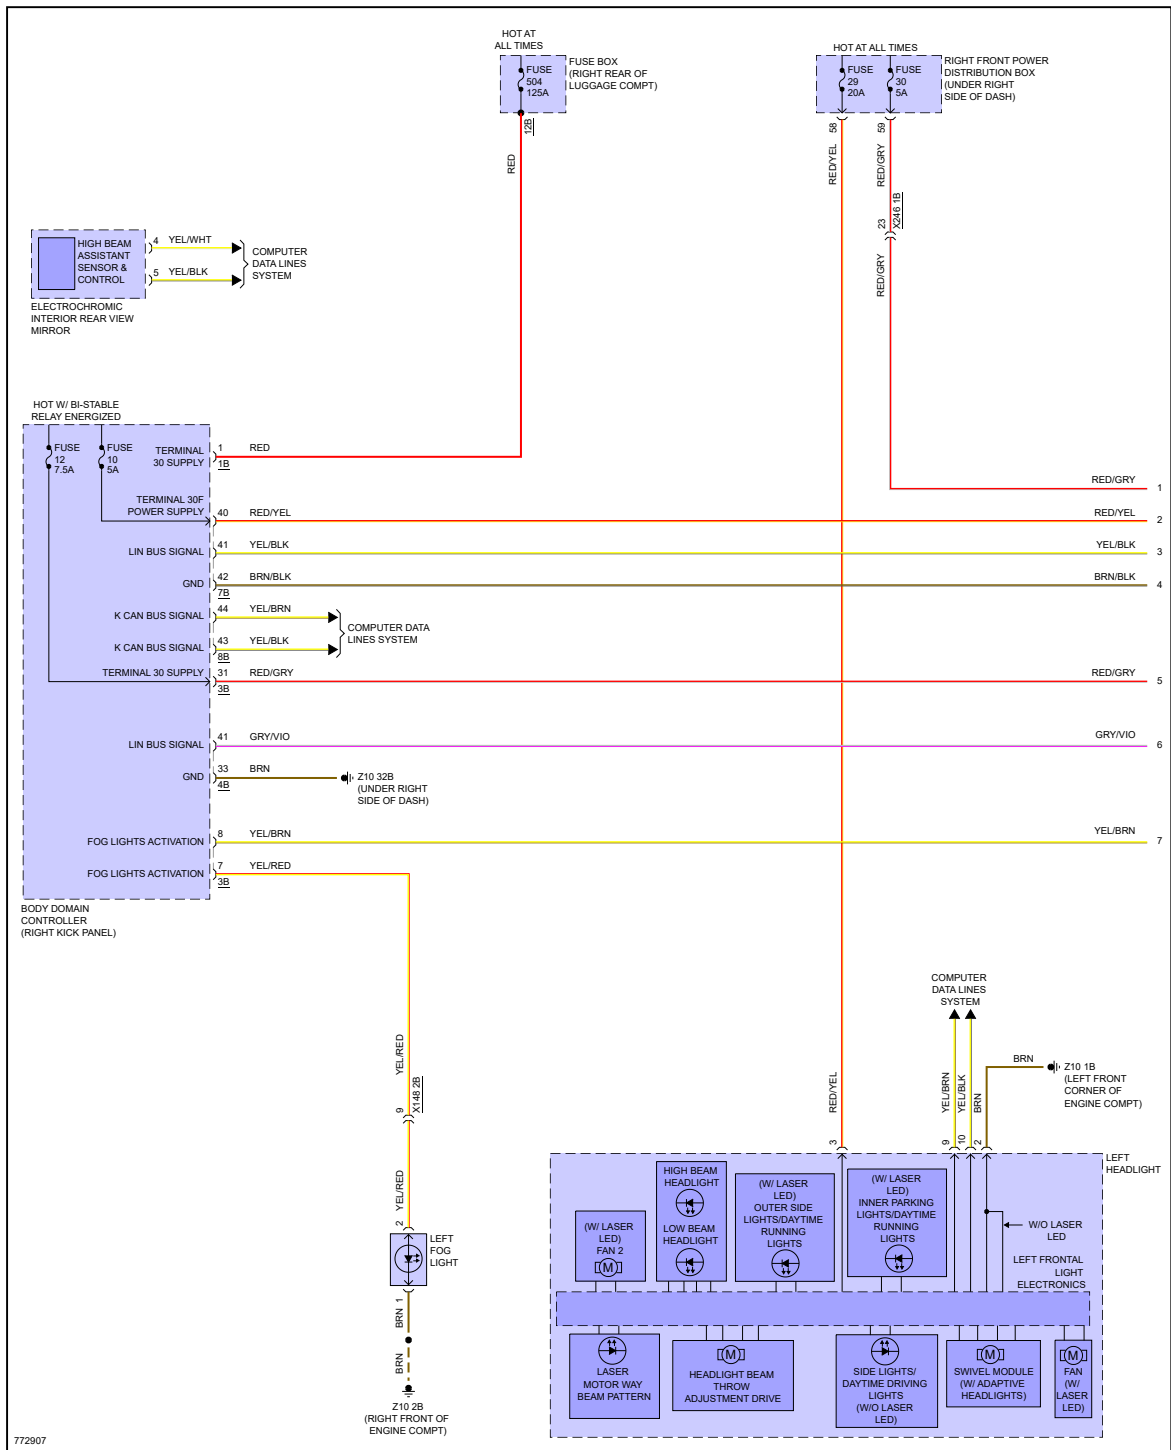 HOT AT
ALL TIMES
FUSE
504
125A
FUSE BOX
(RIGHT REAR OF
LUGGAGE COMPT)
12B
RED
HOT AT ALL TIMES
FUSE
29
20A
FUSE
30
5A
RIGHT FRONT POWER
DISTRIBUTION BOX
(UNDER RIGHT
SIDE OF DASH)
58
59
RED/YEL
RED/GRY
23
X246 1B
RED/GRY
HIGH BEAM
ASSISTANT
SENSOR &
CONTROL
4
YEL/WHT
5
YEL/BLK
COMPUTER
DATA LINES
SYSTEM
ELECTROCHROMIC
INTERIOR REAR VIEW
MIRROR
HOT W/ BI-STABLE
RELAY ENERGIZED
FUSE
12
7.5A
FUSE
10
5A
TERMINAL
30 SUPPLY
1
RED
1B
RED/GRY
1
TERMINAL 30F
POWER SUPPLY
40
RED/YEL
RED/YEL
2
LIN BUS SIGNAL
41
YEL/BLK
YEL/BLK
3
GND
42
BRN/BLK
7B
BRN/BLK
4
K CAN BUS SIGNAL
44
YEL/BRN
K CAN BUS SIGNAL
43
YEL/BLK
8B
COMPUTER DATA
LINES SYSTEM
TERMINAL 30 SUPPLY
31
RED/GRY
3B
RED/GRY
5
LIN BUS SIGNAL
41
GRY/VIO
GRY/VIO
6
GND
33
BRN
4B
Z10 32B
(UNDER RIGHT
SIDE OF DASH)
FOG LIGHTS ACTIVATION
8
YEL/BRN
YEL/BRN
7
FOG LIGHTS ACTIVATION
7
YEL/RED
3B
BODY DOMAIN
CONTROLLER
(RIGHT KICK PANEL)
YEL/RED
9
X148 2B
YEL/RED
2
LEFT
FOG
LIGHT
1
BRN
BRN
Z10 2B
(RIGHT FRONT OF
ENGINE COMPT)
COMPUTER
DATA LINES
SYSTEM
RED/YEL
YEL/BRN
YEL/BLK
BRN
BRN
Z10 1B
(LEFT FRONT
CORNER OF
ENGINE COMPT)
3
9
10
2
LEFT
HEADLIGHT
(W/ LASER
LED)
FAN 2
M
HIGH BEAM
HEADLIGHT
LOW BEAM
HEADLIGHT
(W/ LASER
LED)
OUTER SIDE
LIGHTS/DAYTIME
RUNNING
LIGHTS
(W/ LASER
LED)
INNER PARKING
LIGHTS/DAYTIME
RUNNING
LIGHTS
W/O LASER
LED
LEFT FRONTAL
LIGHT
ELECTRONICS
LASER
MOTOR WAY
BEAM PATTERN
M
HEADLIGHT BEAM
THROW
ADJUSTMENT DRIVE
SIDE LIGHTS/
DAYTIME DRIVING
LIGHTS
(W/O LASER
LED)
M
SWIVEL MODULE
(W/ ADAPTIVE
HEADLIGHTS)
M
FAN
(W/
LASER
LED)
772907